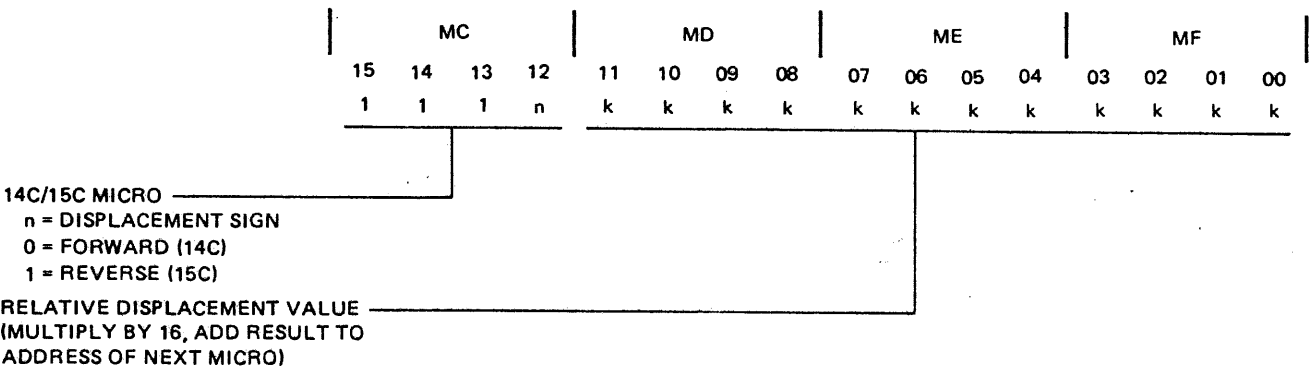 MC MD ME MF
15 14 13 12 11 10 09 08 07 06 05 04 03 02 01 00
1 1 1 n k k k k k k k k k k k k
14C/15C MICRO
n = DISPLACEMENT SIGN
0 = FORWARD (14C)
1 = REVERSE (15C)
RELATIVE DISPLACEMENT VALUE
(MULTIPLY BY 16, ADD RESULT TO
ADDRESS OF NEXT MICRO)